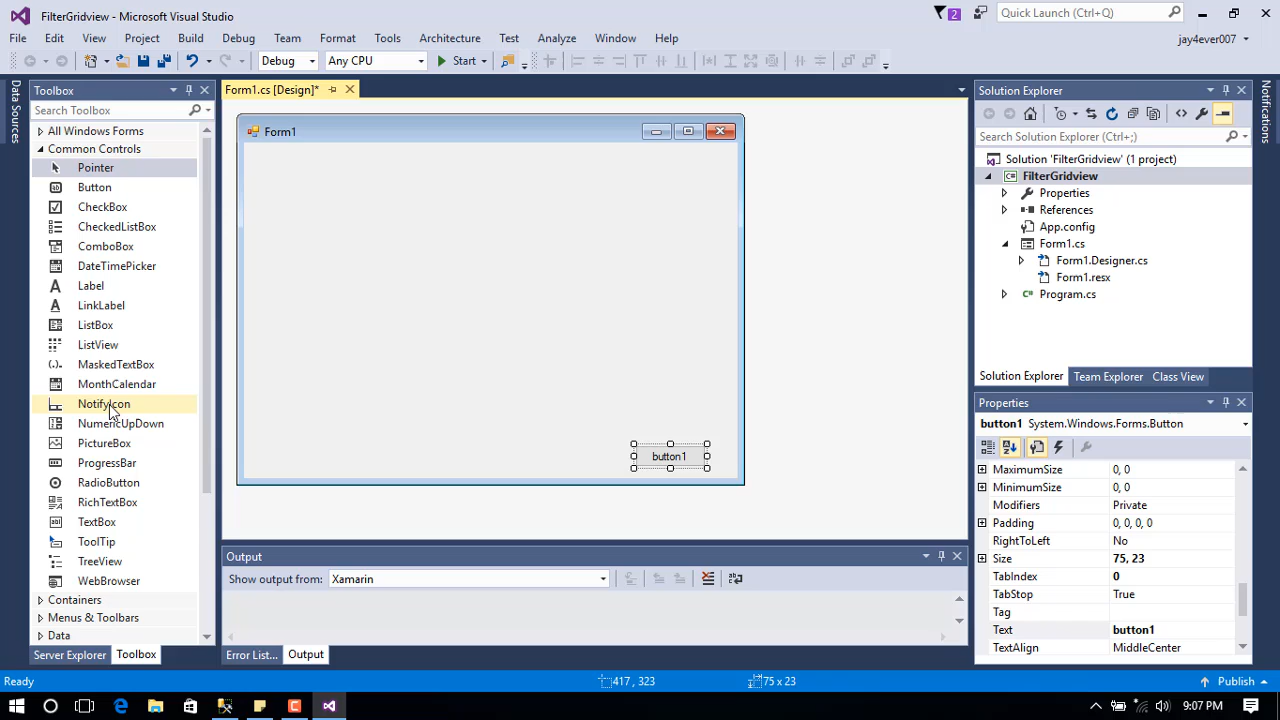 FilterGridview - Microsoft Visual Studio
2
Quick Launch (Ctrl+Q)
File Edit View Project Build Debug Team Format Tools Architecture Test Analyze Window Help
jay4ever007
Debug Any CPU Start
Data Sources
Toolbox
Search Toolbox
All Windows Forms
Common Controls
Pointer
Button
CheckBox
CheckedListBox
ComboBox
DateTimePicker
Label
LinkLabel
ListBox
ListView
MaskedTextBox
MonthCalendar
NotifyIcon
NumericUpDown
PictureBox
ProgressBar
RadioButton
RichTextBox
TextBox
ToolTip
TreeView
WebBrowser
Containers
Menus & Toolbars
Data
Server Explorer Toolbox
Form1.cs [Design]*
Form1
button1
Output
Show output from: Xamarin
Error List... Output
Solution Explorer
Search Solution Explorer (Ctrl+;)
Solution 'FilterGridview' (1 project)
FilterGridview
Properties
References
App.config
Form1.cs
Form1.Designer.cs
Form1.resx
Program.cs
Solution Explorer Team Explorer Class View
Notifications
Properties
button1 System.Windows.Forms.Button
MaximumSize 0, 0
MinimumSize 0, 0
Modifiers Private
Padding 0, 0, 0, 0
RightToLeft No
Size 75, 23
TabIndex 0
TabStop True
Tag
Text button1
TextAlign MiddleCenter
Ready
417 , 323
75 x 23
Publish
9:07 PM